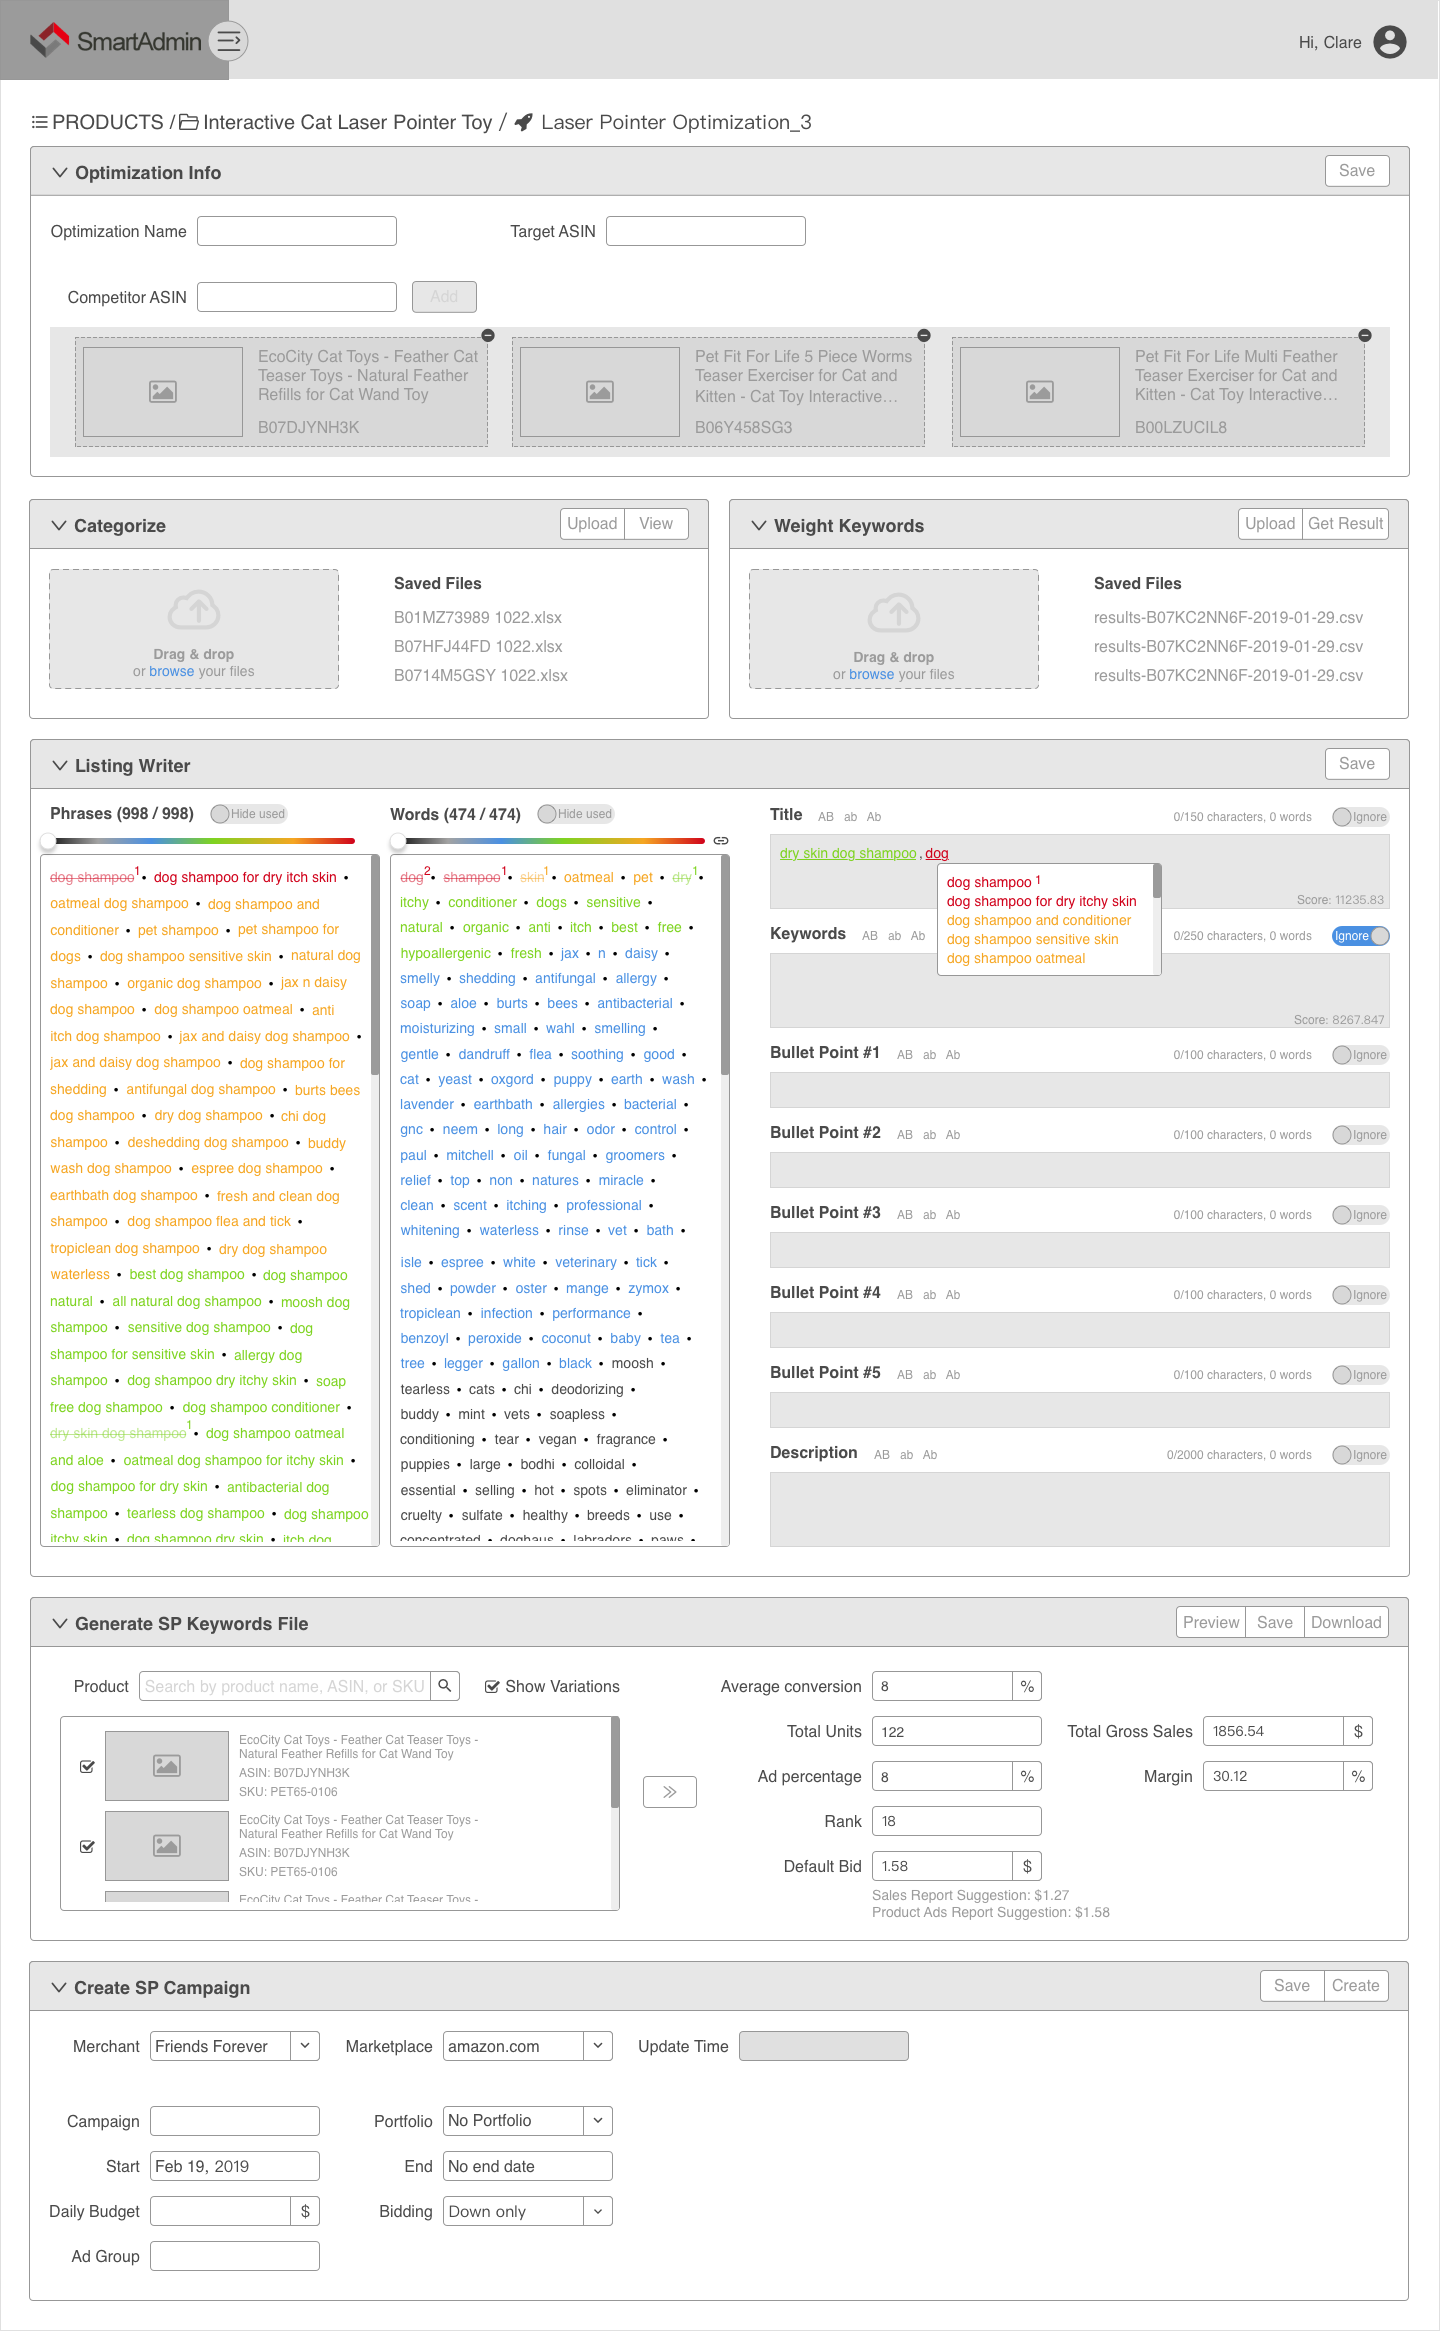 SmartAdmin
Hi, Clare
PRODUCTS / Interactive Cat Laser Pointer Toy / Laser Pointer Optimization_3
Optimization Info
Save
Optimization Name
Target ASIN
Competitor ASIN
Add
EcoCity Cat Toys - Feather Cat
Teaser Toys - Natural Feather
Refills for Cat Wand Toy
B07DJYNH3K
Pet Fit For Life 5 Piece Worms
Teaser Exerciser for Cat and
Kitten - Cat Toy Interactive...
B06Y458SG3
Pet Fit For Life Multi Feather
Teaser Exerciser for Cat and
Kitten - Cat Toy Interactive...
B00LZUCIL8
Categorize
Upload View
Drag & drop
or browse your files
Saved Files
B01MZ73989 1022.xlsx
B07HFJ44FD 1022.xlsx
B0714M5GSY 1022.xlsx
Weight Keywords
Upload Get Result
Drag & drop
or browse your files
Saved Files
results-B07KC2NN6F-2019-01-29.csv
results-B07KC2NN6F-2019-01-29.csv
results-B07KC2NN6F-2019-01-29.csv
Listing Writer
Save
Phrases (998 / 998) Hide used
dog shampoo1 • dog shampoo for dry itch skin •
oatmeal dog shampoo • dog shampoo and
conditioner • pet shampoo • pet shampoo for
dogs • dog shampoo sensitive skin • natural dog
shampoo • organic dog shampoo • jax n daisy
dog shampoo • dog shampoo oatmeal • anti
itch dog shampoo • jax and daisy dog shampoo •
jax and daisy dog shampoo • dog shampoo for
shedding • antifungal dog shampoo • burts bees
dog shampoo • dry dog shampoo • chi dog
shampoo • deshedding dog shampoo • buddy
wash dog shampoo • espree dog shampoo •
earthbath dog shampoo • fresh and clean dog
shampoo • dog shampoo flea and tick •
tropiclean dog shampoo • dry dog shampoo
waterless • best dog shampoo • dog shampoo
natural • all natural dog shampoo • moosh dog
shampoo • sensitive dog shampoo • dog
shampoo for sensitive skin • allergy dog
shampoo • dog shampoo dry itchy skin • soap
free dog shampoo • dog shampoo conditioner •
dry skin dog shampoo1 • dog shampoo oatmeal
and aloe • oatmeal dog shampoo for itchy skin •
dog shampoo for dry skin • antibacterial dog
shampoo • tearless dog shampoo • dog shampoo
itchy skin • dog shampoo dry skin • itch dog
Words (474 / 474) Hide used
dog2 • shampoo1 • skin1 • oatmeal • pet • dry1 •
itchy • conditioner • dogs • sensitive •
natural • organic • anti • itch • best • free •
hypoallergenic • fresh • jax • n • daisy •
smelly • shedding • antifungal • allergy •
soap • aloe • burts • bees • antibacterial •
moisturizing • small • wahl • smelling •
gentle • dandruff • flea • soothing • good •
cat • yeast • oxgord • puppy • earth • wash •
lavender • earthbath • allergies • bacterial •
gnc • neem • long • hair • odor • control •
paul • mitchell • oil • fungal • groomers •
relief • top • non • natures • miracle •
clean • scent • itching • professional •
whitening • waterless • rinse • vet • bath •
isle • espree • white • veterinary • tick •
shed • powder • oster • mange • zymox •
tropiclean • infection • performance •
benzoyl • peroxide • coconut • baby • tea •
tree • legger • gallon • black • moosh •
tearless • cats • chi • deodorizing •
buddy • mint • vets • soapless •
conditioning • tear • vegan • fragrance •
puppies • large • bodhi • colloidal •
essential • selling • hot • spots • eliminator •
cruelty • sulfate • healthy • breeds • use •
concentrated • doghaus • labradors • paws •
Title AB ab Ab 0/150 characters, 0 words Ignore
dry skin dog shampoo , dog
Score: 11235.83
dog shampoo 1
dog shampoo for dry itchy skin
dog shampoo and conditioner
dog shampoo sensitive skin
dog shampoo oatmeal
Keywords AB ab Ab 0/250 characters, 0 words Ignore
Score: 8267.847
Bullet Point #1 AB ab Ab 0/100 characters, 0 words Ignore
Bullet Point #2 AB ab Ab 0/100 characters, 0 words Ignore
Bullet Point #3 AB ab Ab 0/100 characters, 0 words Ignore
Bullet Point #4 AB ab Ab 0/100 characters, 0 words Ignore
Bullet Point #5 AB ab Ab 0/100 characters, 0 words Ignore
Description AB ab Ab 0/2000 characters, 0 words Ignore
Generate SP Keywords File
Preview Save Download
Product Search by product name, ASIN, or SKU Show Variations
EcoCity Cat Toys - Feather Cat Teaser Toys -
Natural Feather Refills for Cat Wand Toy
ASIN: B07DJYNH3K
SKU: PET65-0106
EcoCity Cat Toys - Feather Cat Teaser Toys -
Natural Feather Refills for Cat Wand Toy
ASIN: B07DJYNH3K
SKU: PET65-0106
EcoCity Cat Toys - Feather Cat Teaser Toys -
Average conversion 8 %
Total Units 122 Total Gross Sales 1856.54 $
Ad percentage 8 % Margin 30.12 %
Rank 18
Default Bid 1.58 $
Sales Report Suggestion: $1.27
Product Ads Report Suggestion: $1.58
Create SP Campaign
Save Create
Merchant Friends Forever Marketplace amazon.com Update Time
Campaign Portfolio No Portfolio
Start Feb 19, 2019 End No end date
Daily Budget $ Bidding Down only
Ad Group